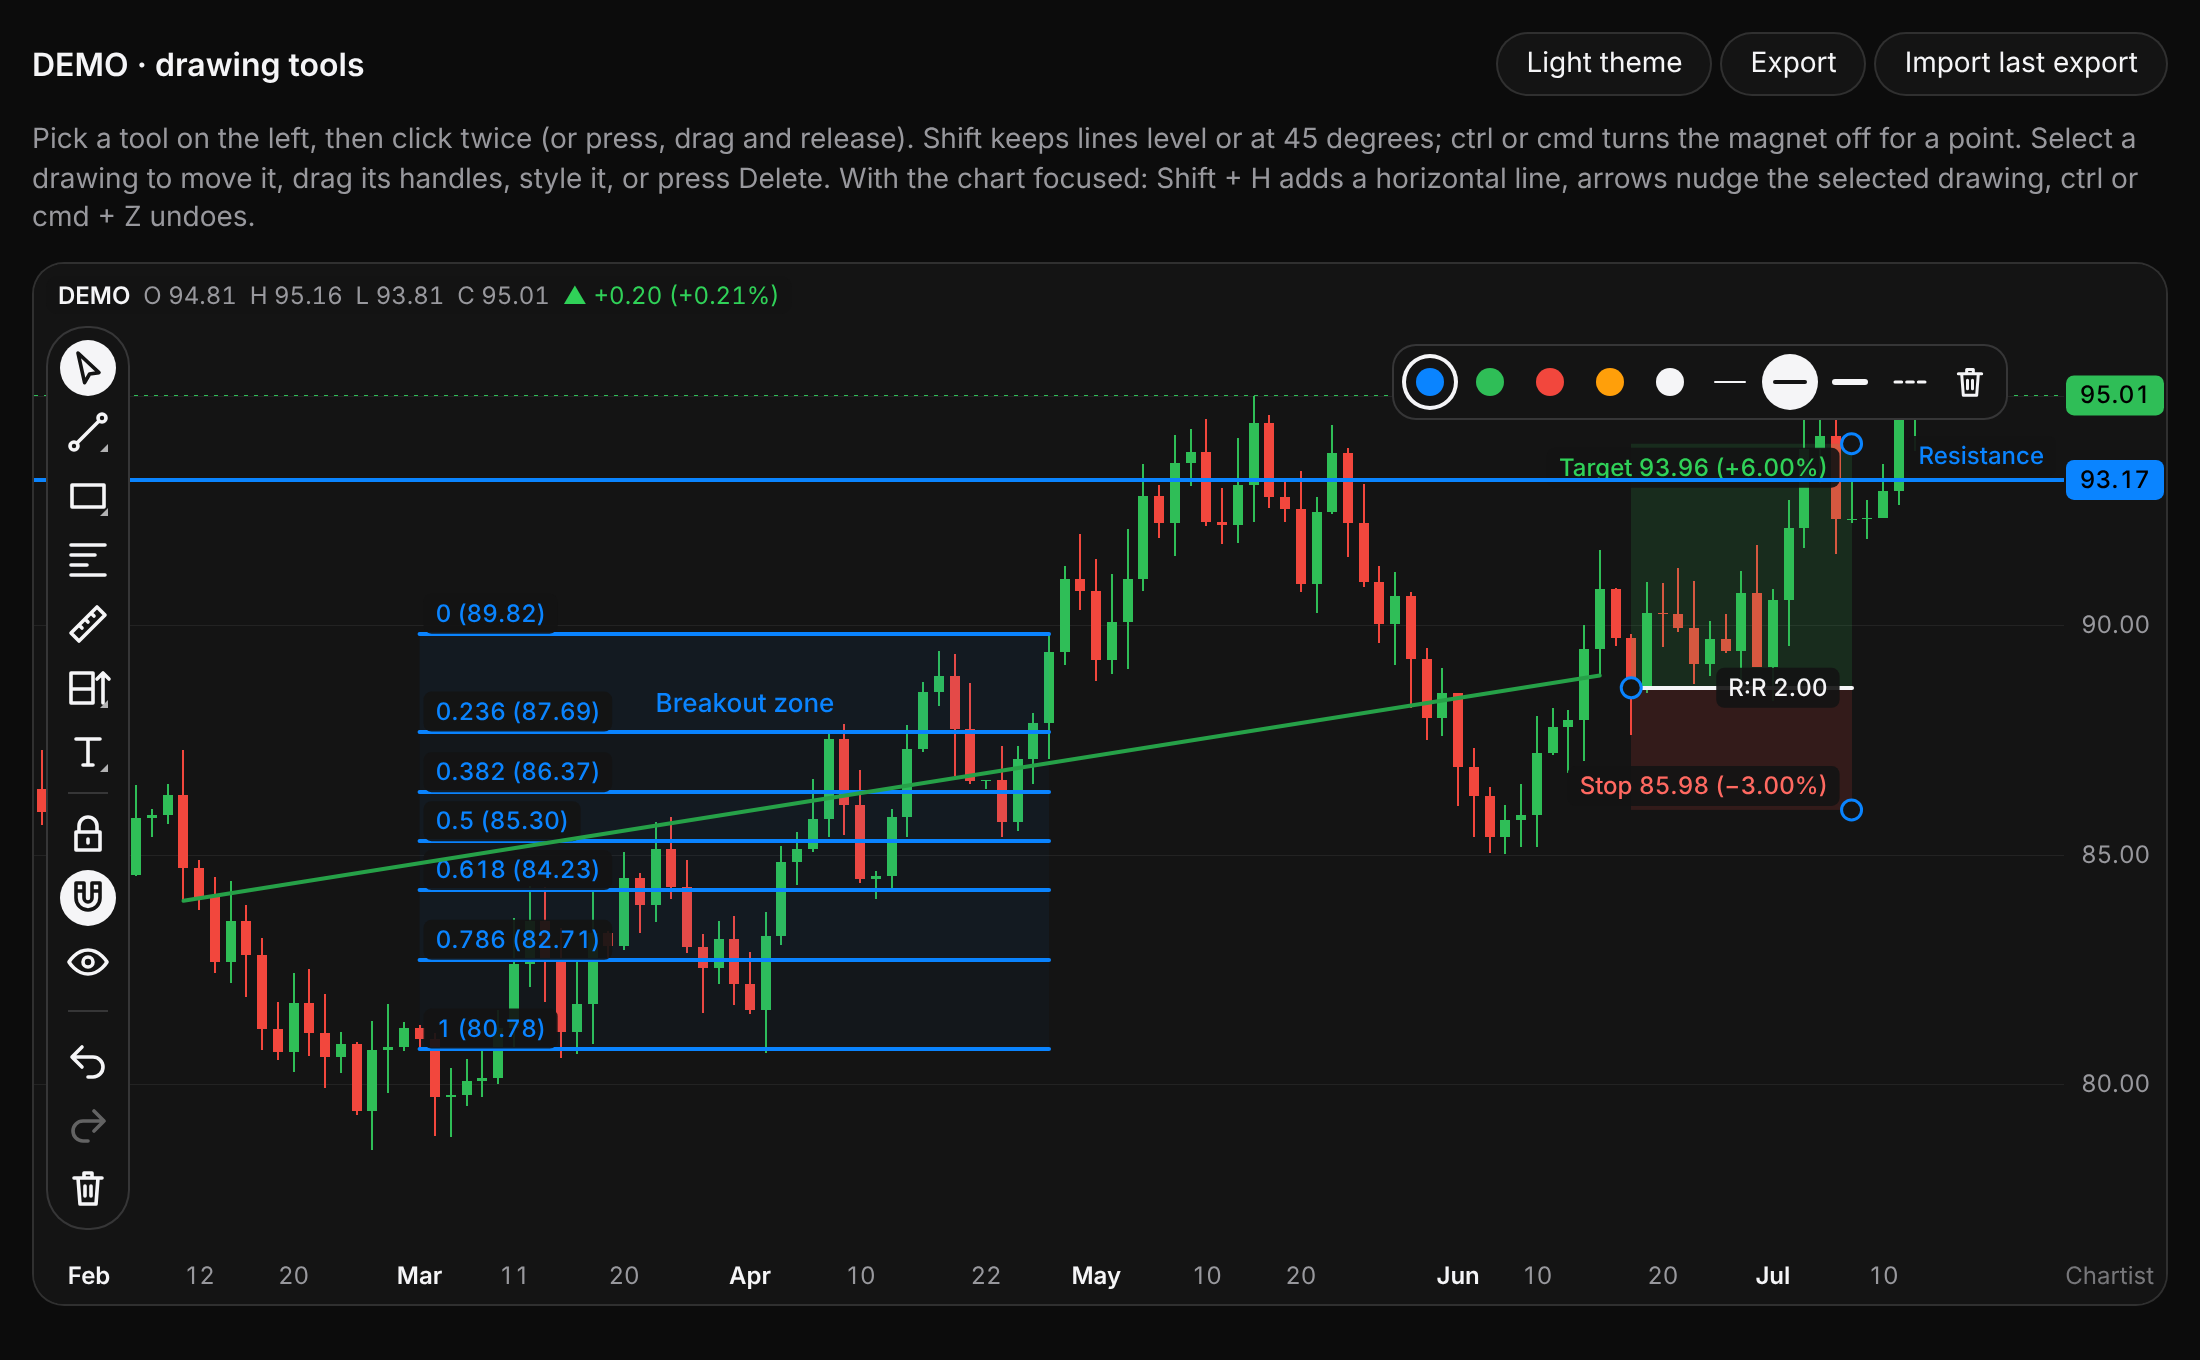 DEMO · drawing tools
Light theme
Export
Import last export
Pick a tool on the left, then click twice (or press, drag and release). Shift keeps lines level or at 45 degrees; ctrl or cmd turns the magnet off for a point. Select a
drawing to move it, drag its handles, style it, or press Delete. With the chart focused: Shift + H adds a horizontal line, arrows nudge the selected drawing, ctrl or
cmd + Z undoes.
DEMO O 94.81 H 95.16 L 93.81 C 95.01 ▲ +0.20 (+0.21%)
95.01
Resistance
Target 93.96 (+6.00%)
93.17
0 (89.82)
90.00
R:R 2.00
Breakout zone
0.236 (87.69)
0.382 (86.37)
Stop 85.98 (−3.00%)
0.5 (85.30)
85.00
0.618 (84.23)
0.786 (82.71)
1 (80.78)
80.00
Feb 12 20 Mar 11 20 Apr 10 22 May 10 20 Jun 10 20 Jul 10 Chartist